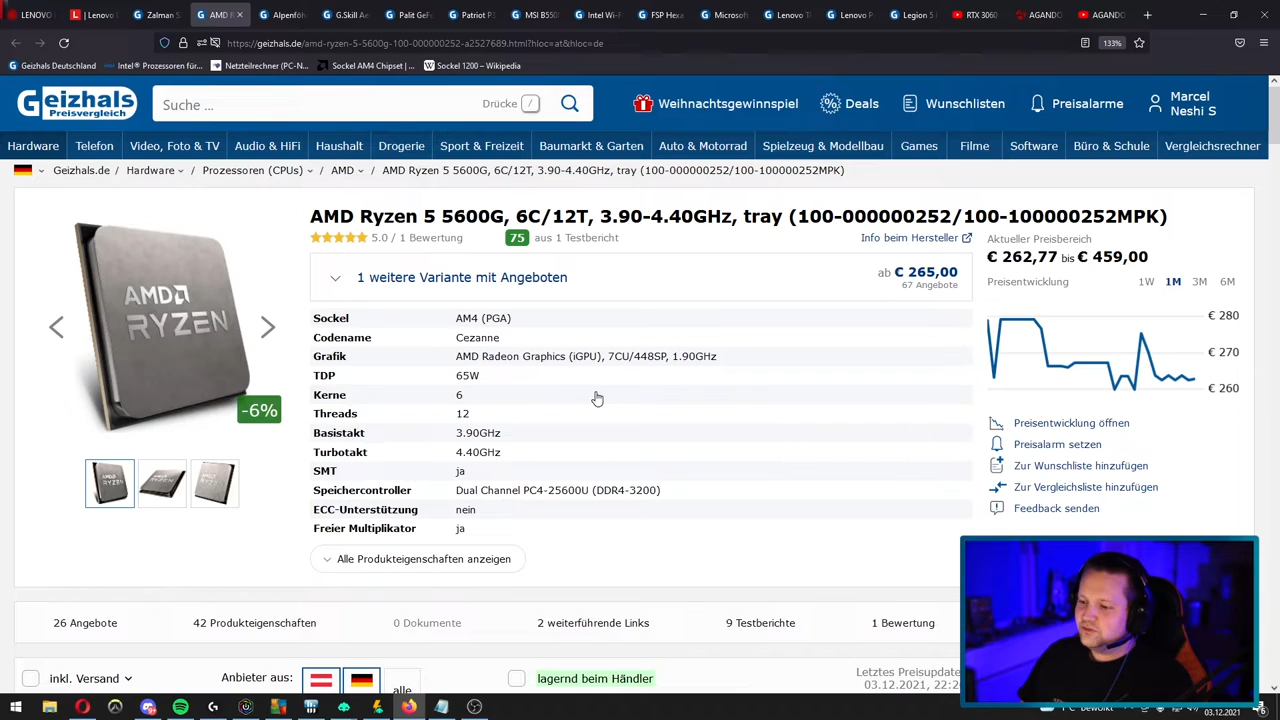 LENOVO
Lenovo L
Zalman S
AMD R
Alpenföh
G.Skill Ae
Palit GeF
Patriot P3
MSI B550
Intel Wi-F
FSP Hexa
Microsoft
Lenovo Ti
Lenovo P
Legion 5
RTX 3060
AGANDO
AGANDO
https://geizhals.de/amd-ryzen-5-5600g-100-000000252-a2527689.html?hloc=at&hloc=de
133%
Geizhals Deutschland
Intel® Prozessoren für...
Netzteilrechner (PC-N...
Sockel AM4 Chipset | ...
Sockel 1200 – Wikipedia
Geizhals
Preisvergleich
Suche ...
Drücke /
Weihnachtsgewinnspiel
Deals
Wunschlisten
Preisalarme
Marcel
Neshi S
Hardware
Telefon
Video, Foto & TV
Audio & HiFi
Haushalt
Drogerie
Sport & Freizeit
Baumarkt & Garten
Auto & Motorrad
Spielzeug & Modellbau
Games
Filme
Software
Büro & Schule
Vergleichsrechner
Geizhals.de / Hardware / Prozessoren (CPUs) / AMD / AMD Ryzen 5 5600G, 6C/12T, 3.90-4.40GHz, tray (100-000000252/100-100000252MPK)
AMD Ryzen 5 5600G, 6C/12T, 3.90-4.40GHz, tray (100-000000252/100-100000252MPK)
5.0 / 1 Bewertung
75 aus 1 Testbericht
Info beim Hersteller
1 weitere Variante mit Angeboten
ab € 265,00
67 Angebote
AMD
RYZEN
-6%
Sockel AM4 (PGA)
Codename Cezanne
Grafik AMD Radeon Graphics (iGPU), 7CU/448SP, 1.90GHz
TDP 65W
Kerne 6
Threads 12
Basistakt 3.90GHz
Turbotakt 4.40GHz
SMT ja
Speichercontroller Dual Channel PC4-25600U (DDR4-3200)
ECC-Unterstützung nein
Freier Multiplikator ja
Alle Produkteigenschaften anzeigen
Aktueller Preisbereich
€ 262,77 bis € 459,00
Preisentwicklung
1W 1M 3M 6M
€ 280
€ 270
€ 260
Preisentwicklung öffnen
Preisalarm setzen
Zur Wunschliste hinzufügen
Zur Vergleichsliste hinzufügen
Feedback senden
26 Angebote
42 Produkteigenschaften
0 Dokumente
2 weiterführende Links
9 Testberichte
1 Bewertung
inkl. Versand
Anbieter aus:
alle
lagernd beim Händler
Letztes Preisupdate
03.12.2021, 22:2
03.12.2021